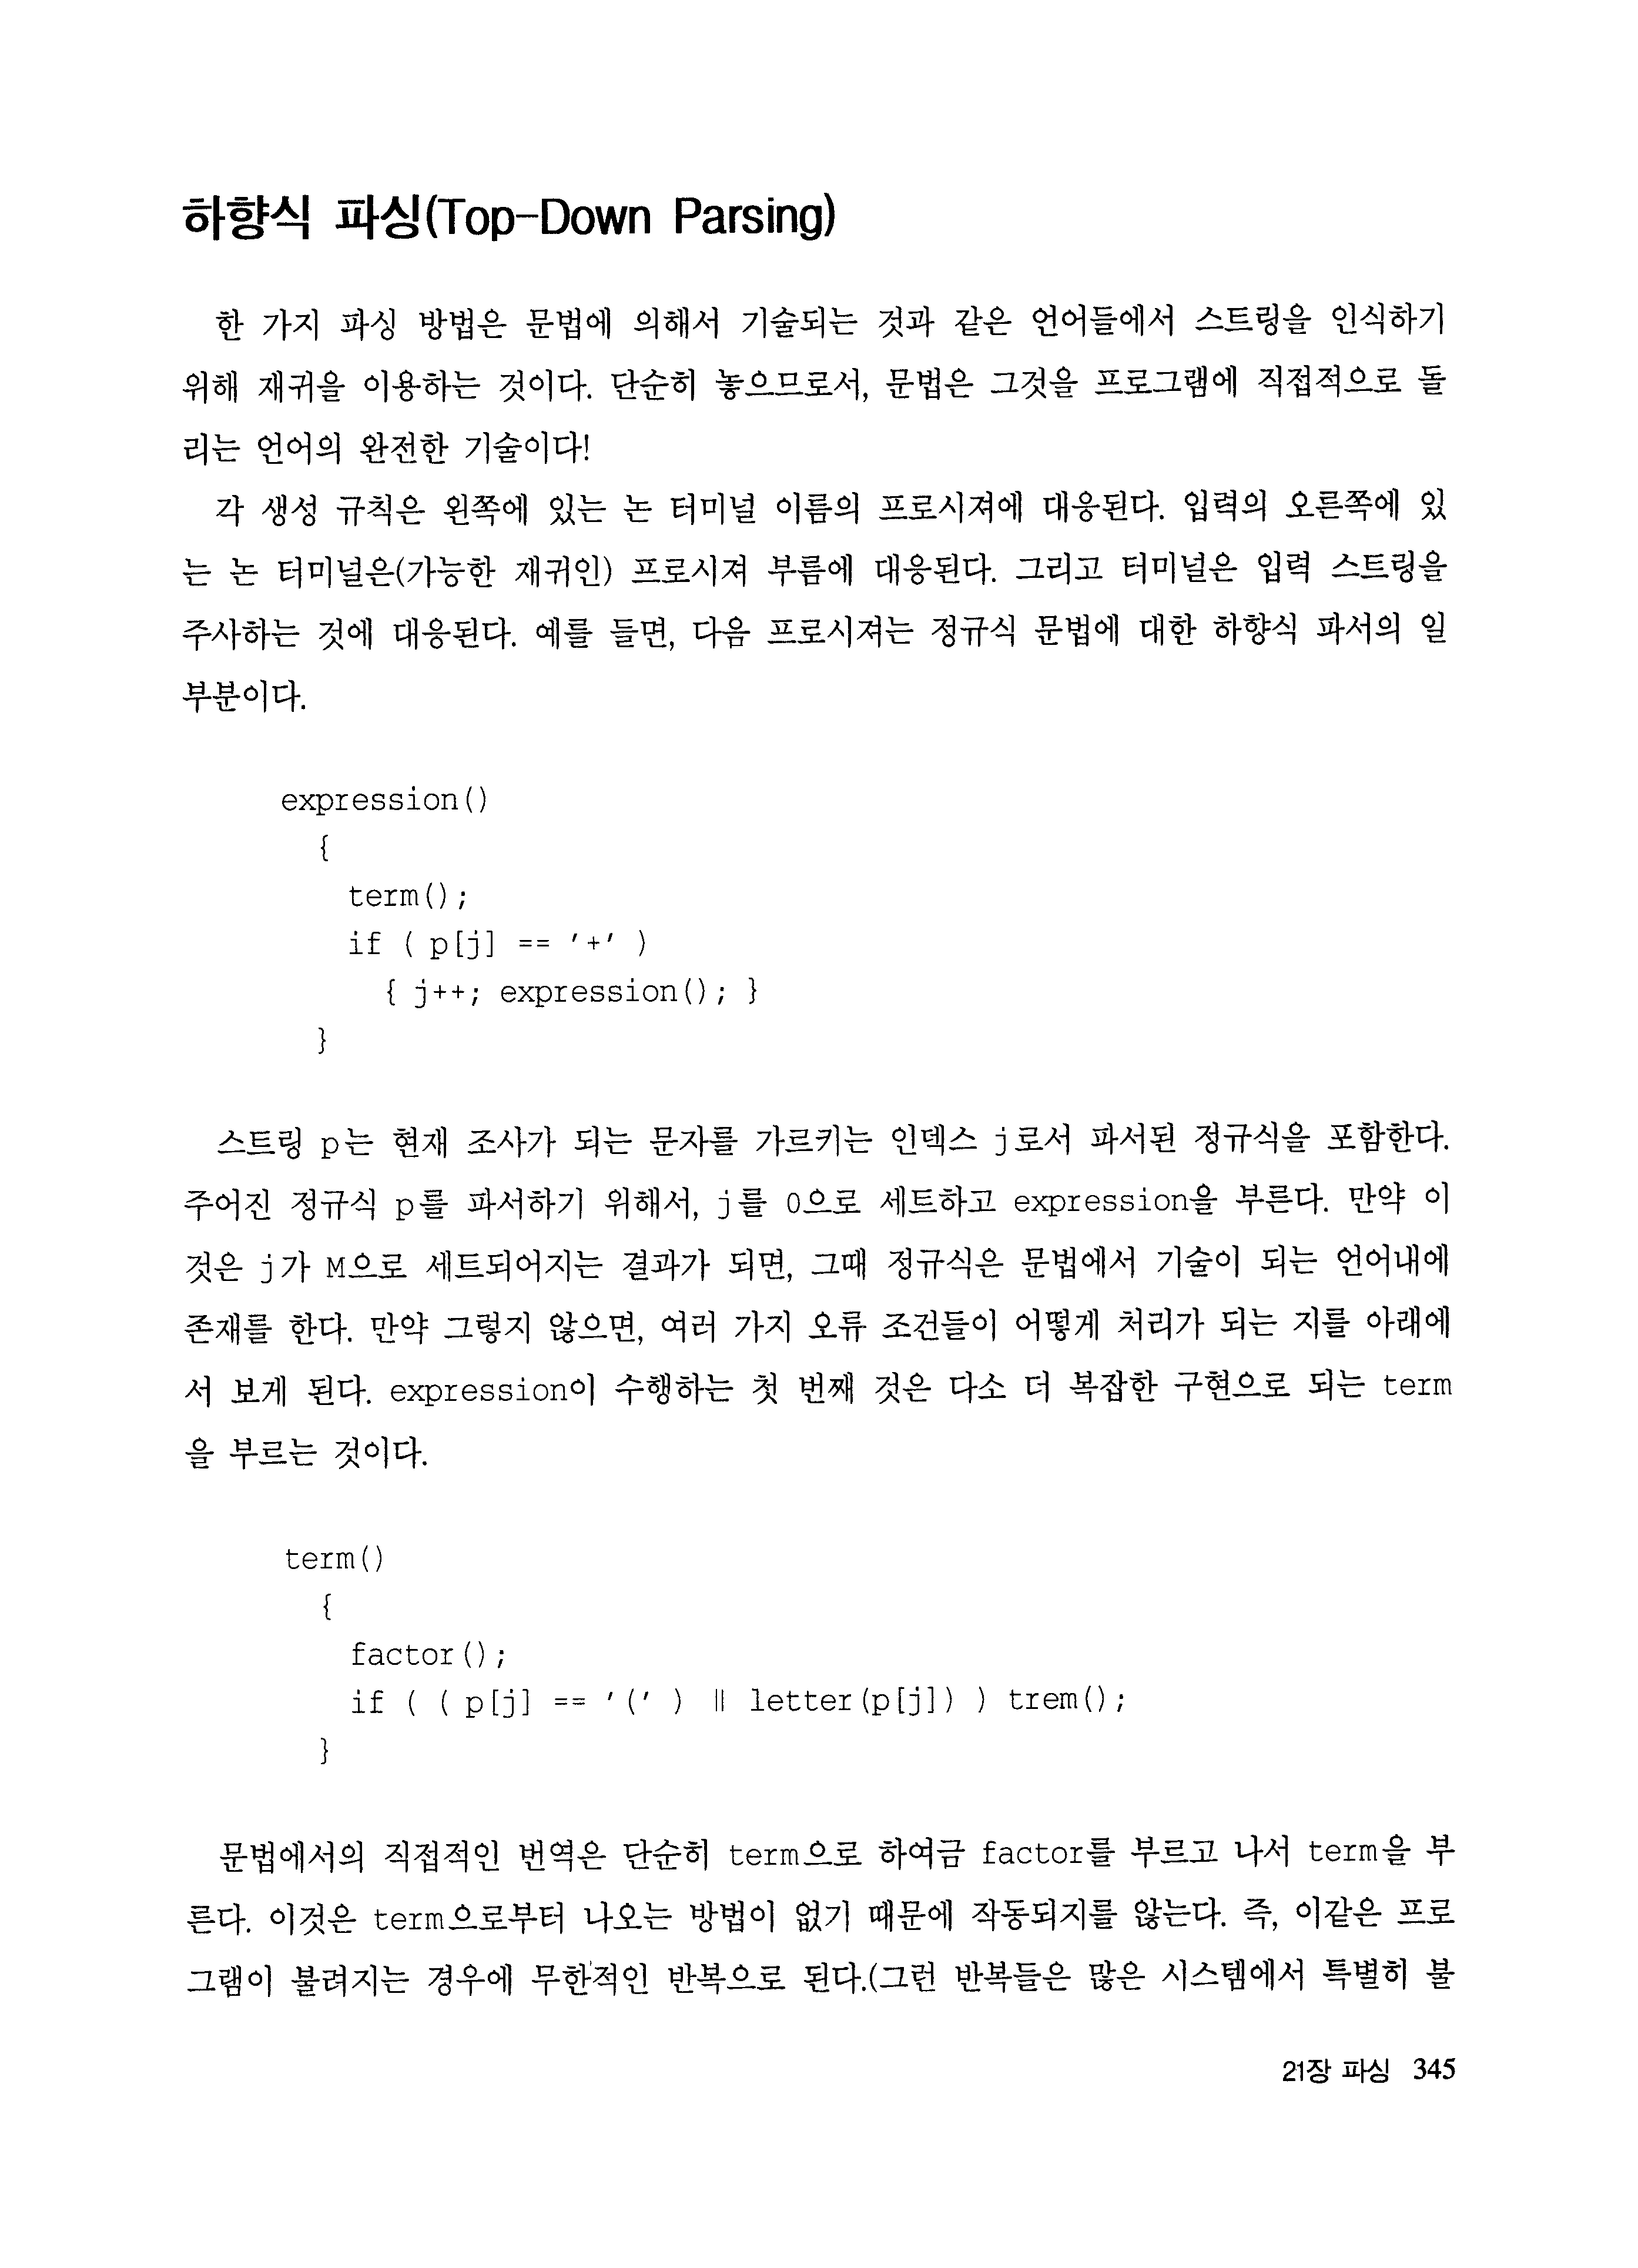 하향식 파싱(Top-Down Parsing)
한 가지 파싱 방법은 문법에 의해서 기술되는 것과 같은 언어들에서 스트링을 인식하기
위해 재귀을 이용하는 것이다. 단순히 놓으므로서, 문법은 그것을 프로그램에 직접적으로 돌
리는 언어의 완전한 기술이다!
각 생성 규칙은 왼쪽에 있는 논 터미널 이름의 프로시져에 대응된다. 입력의 오른쪽에 있
는 논 터미널은(가능한 재귀인) 프로시져 부름에 대응된다. 그리고 터미널은 입력 스트링을
주사하는 것에 대응된다. 예를 들면, 다음 프로시져는 정규식 문법에 대한 하향식 파서의 일
부분이다.
expression()
{
term();
if ( p[j] == '+' )
{ j++; expression(); }
}
스트링 p는 현재 조사가 되는 문자를 가르키는 인덱스 j로서 파서된 정규식을 포함한다.
주어진 정규식 p를 파서하기 위해서, j를 0으로 세트하고 expression을 부른다. 만약 이
것은 j가 M으로 세트되어지는 결과가 되면, 그때 정규식은 문법에서 기술이 되는 언어내에
존재를 한다. 만약 그렇지 않으면, 여러 가지 오류 조건들이 어떻게 처리가 되는 지를 아래에
서 보게 된다. expression이 수행하는 첫 번째 것은 다소 더 복잡한 구현으로 되는 term
을 부르는 것이다.
term()
{
factor();
if ( ( p[j] == '(' ) || letter(p[j]) ) trem();
}
문법에서의 직접적인 번역은 단순히 term으로 하여금 factor를 부르고 나서 term을 부
른다. 이것은 term으로부터 나오는 방법이 없기 때문에 작동되지를 않는다. 즉, 이같은 프로
그램이 불려지는 경우에 무한적인 반복으로 된다.(그런 반복들은 많은 시스템에서 특별히 불
21장 파싱 345